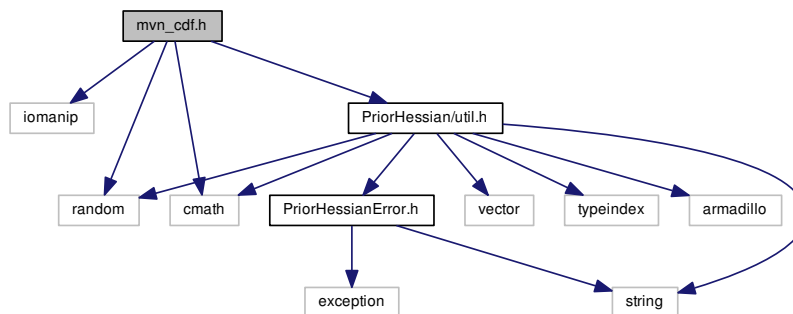 mvn_cdf.h
iomanip
PriorHessian/util.h
random
cmath
PriorHessianError.h
vector
typeindex
armadillo
exception
string